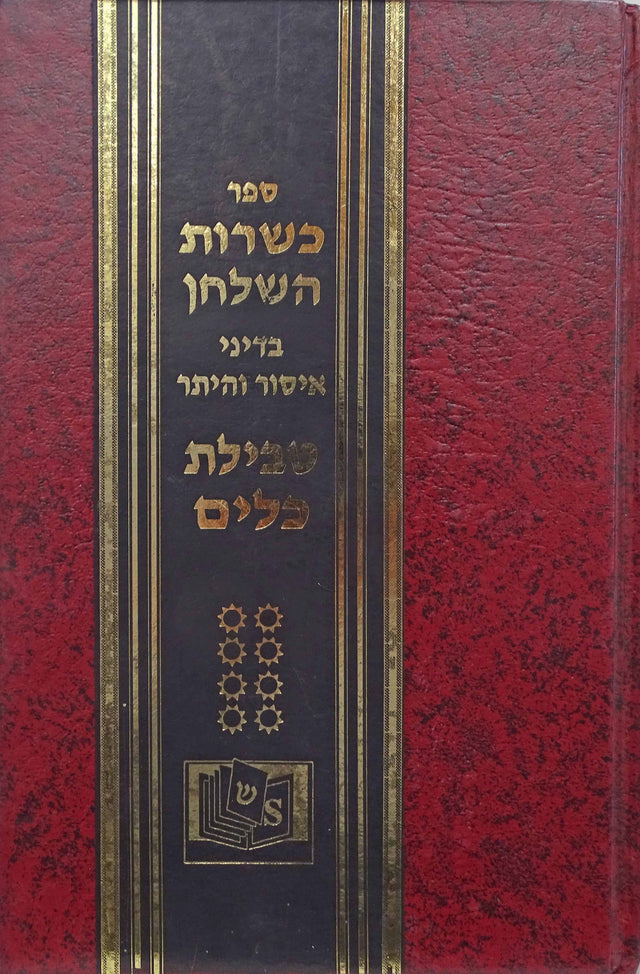 ספר
כשרות
השלחן
בדיני
איסור והיתר
טבילת
כלים
ש
S